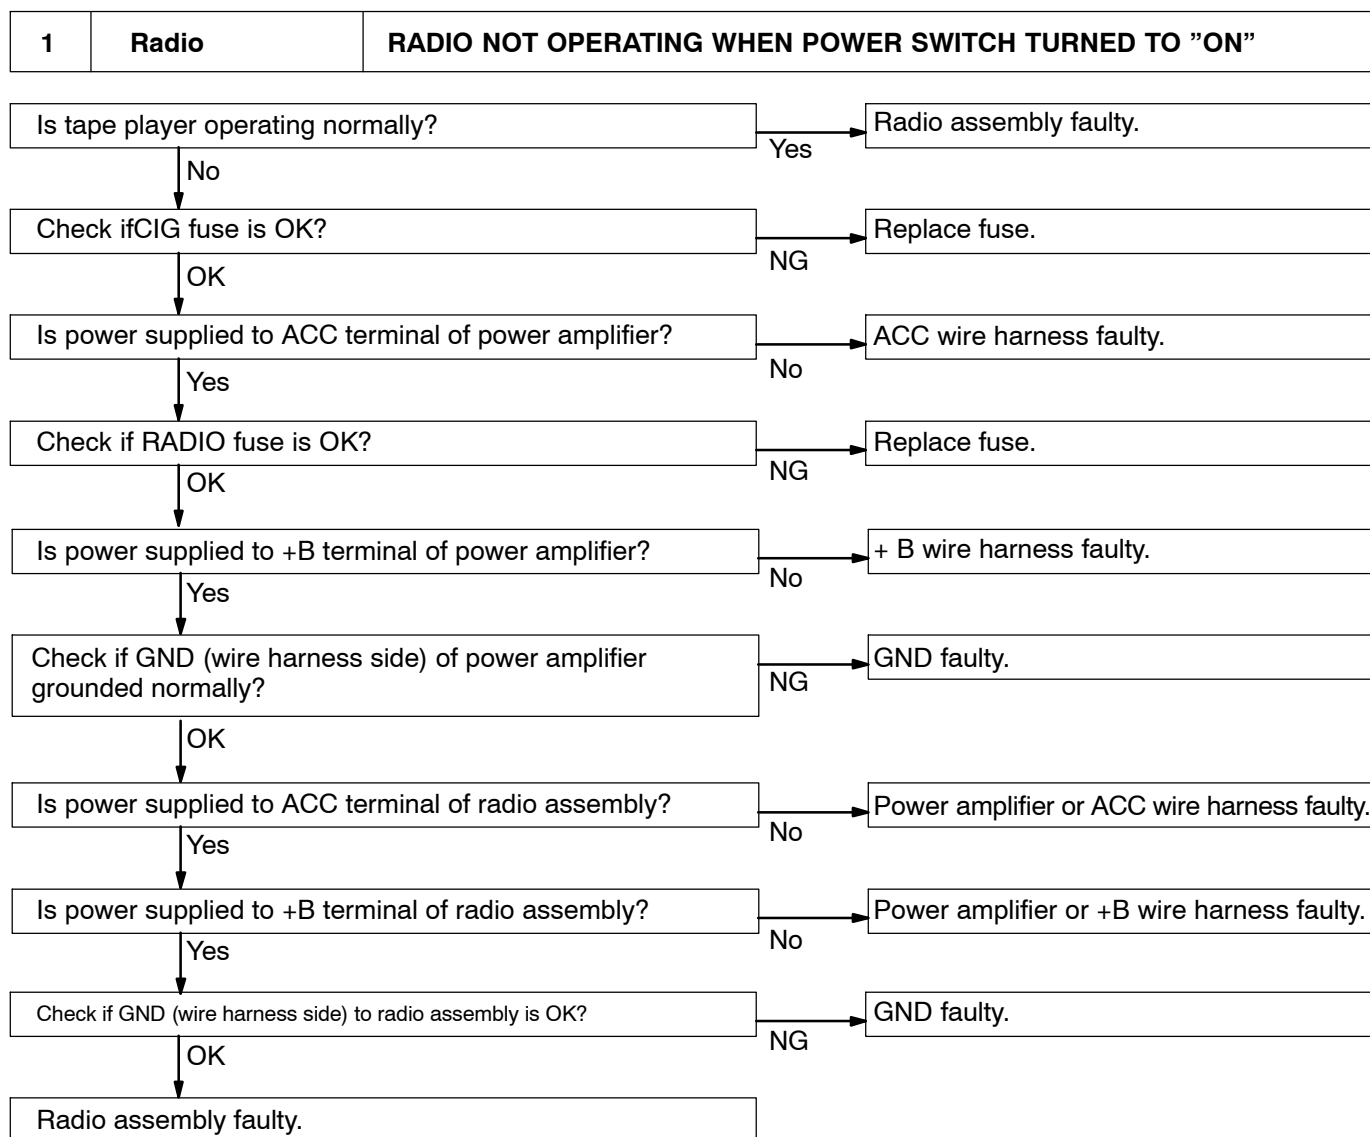 1 Radio RADIO NOT OPERATING WHEN POWER SWITCH TURNED TO ”ON”
Is tape player operating normally?
Yes
Radio assembly faulty.
No
Check ifCIG fuse is OK?
NG
Replace fuse.
OK
Is power supplied to ACC terminal of power amplifier?
No
ACC wire harness faulty.
Yes
Check if RADIO fuse is OK?
NG
Replace fuse.
OK
Is power supplied to +B terminal of power amplifier?
No
+ B wire harness faulty.
Yes
Check if GND (wire harness side) of power amplifier
grounded normally?
NG
GND faulty.
OK
Is power supplied to ACC terminal of radio assembly?
No
Power amplifier or ACC wire harness faulty.
Yes
Is power supplied to +B terminal of radio assembly?
No
Power amplifier or +B wire harness faulty.
Yes
Check if GND (wire harness side) to radio assembly is OK?
NG
GND faulty.
OK
Radio assembly faulty.